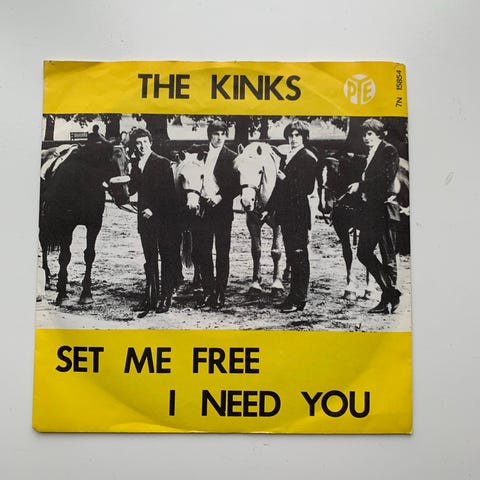 THE KINKS
PYE
7N 15854
SET ME FREE
I NEED YOU